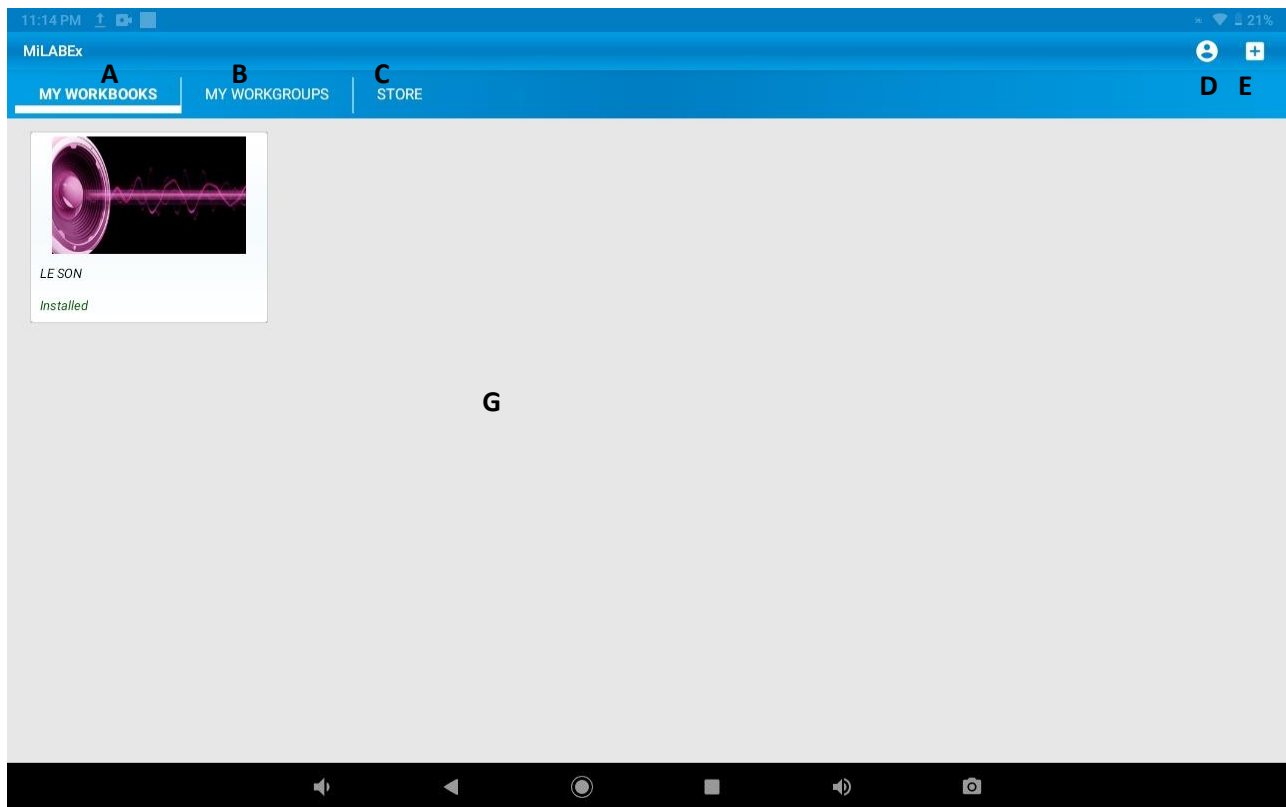 11:14 PM 21%
MiLABEx
A B C D E
MY WORKBOOKS MY WORKGROUPS STORE
LE SON
Installed
G